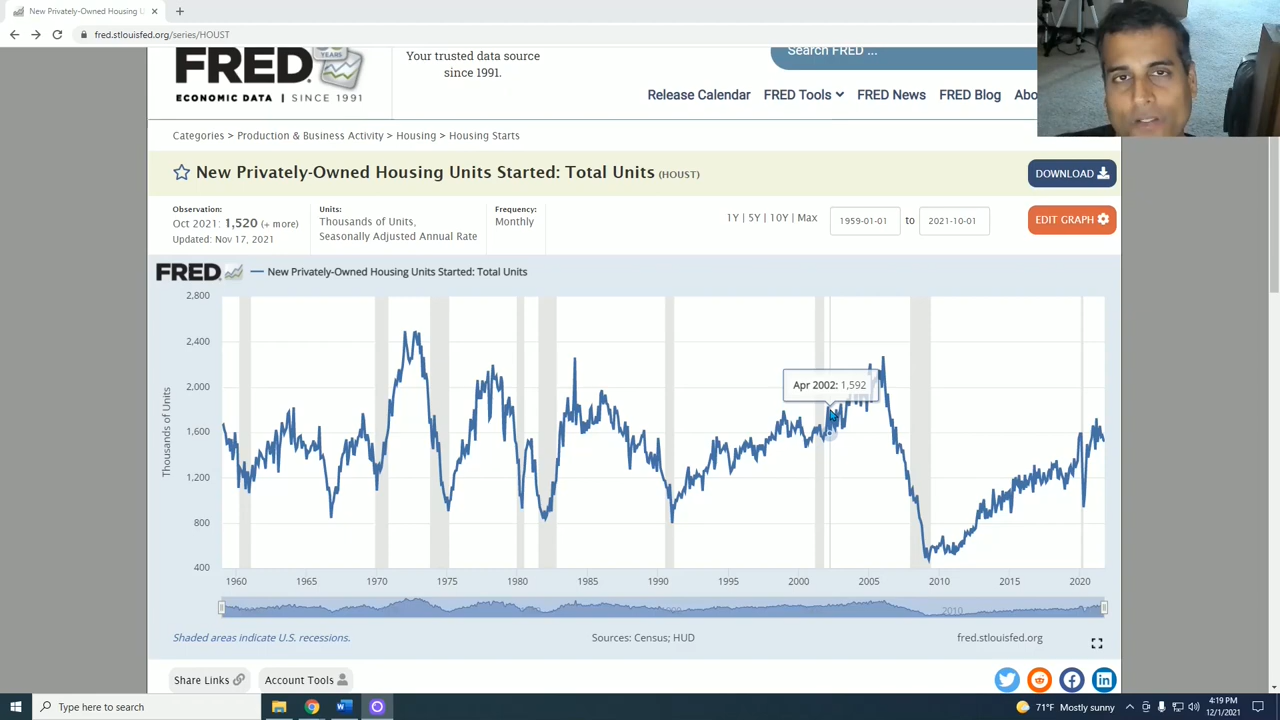 New Privately-Owned Housing U
fred.stlouisfed.org/series/HOUST
FRED
YEARS
ECONOMIC DATA | SINCE 1991
Your trusted data source
since 1991.
Search FRED ...
Release Calendar
FRED Tools
FRED News
FRED Blog
Abo
Categories > Production & Business Activity > Housing > Housing Starts
New Privately-Owned Housing Units Started: Total Units (HOUST)
DOWNLOAD
Observation:
Oct 2021: 1,520 (+ more)
Updated: Nov 17, 2021
Units:
Thousands of Units,
Seasonally Adjusted Annual Rate
Frequency:
Monthly
1Y | 5Y | 10Y | Max
1959-01-01
to
2021-10-01
EDIT GRAPH
FRED
New Privately-Owned Housing Units Started: Total Units
Thousands of Units
2,800
2,400
2,000
1,600
1,200
800
400
Apr 2002: 1,592
1960
1965
1970
1975
1980
1985
1990
1995
2000
2005
2010
2015
2020
2010
Shaded areas indicate U.S. recessions.
Sources: Census; HUD
fred.stlouisfed.org
Share Links
Account Tools
Type here to search
71°F Mostly sunny
4:19 PM
12/1/2021